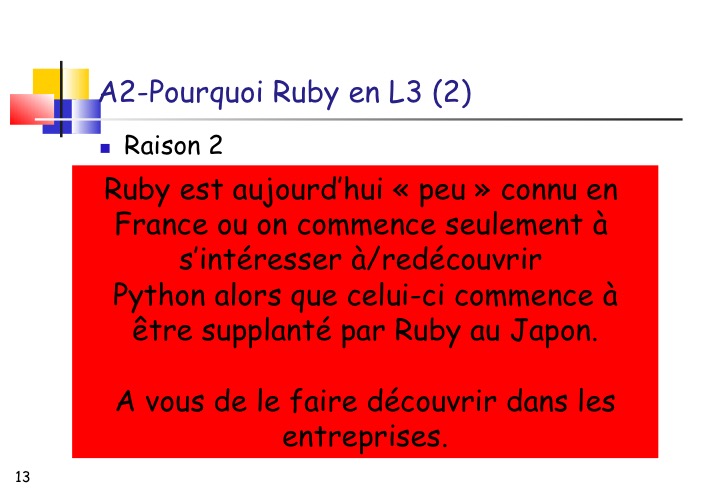 A2-Pourquoi Ruby en L3 (2)
Raison 2
Ruby est aujourd’hui « peu » connu en
France ou on commence seulement à
s’intéresser à/redécouvrir
Python alors que celui-ci commence à
être supplanté par Ruby au Japon.
A vous de le faire découvrir dans les
entreprises.
13